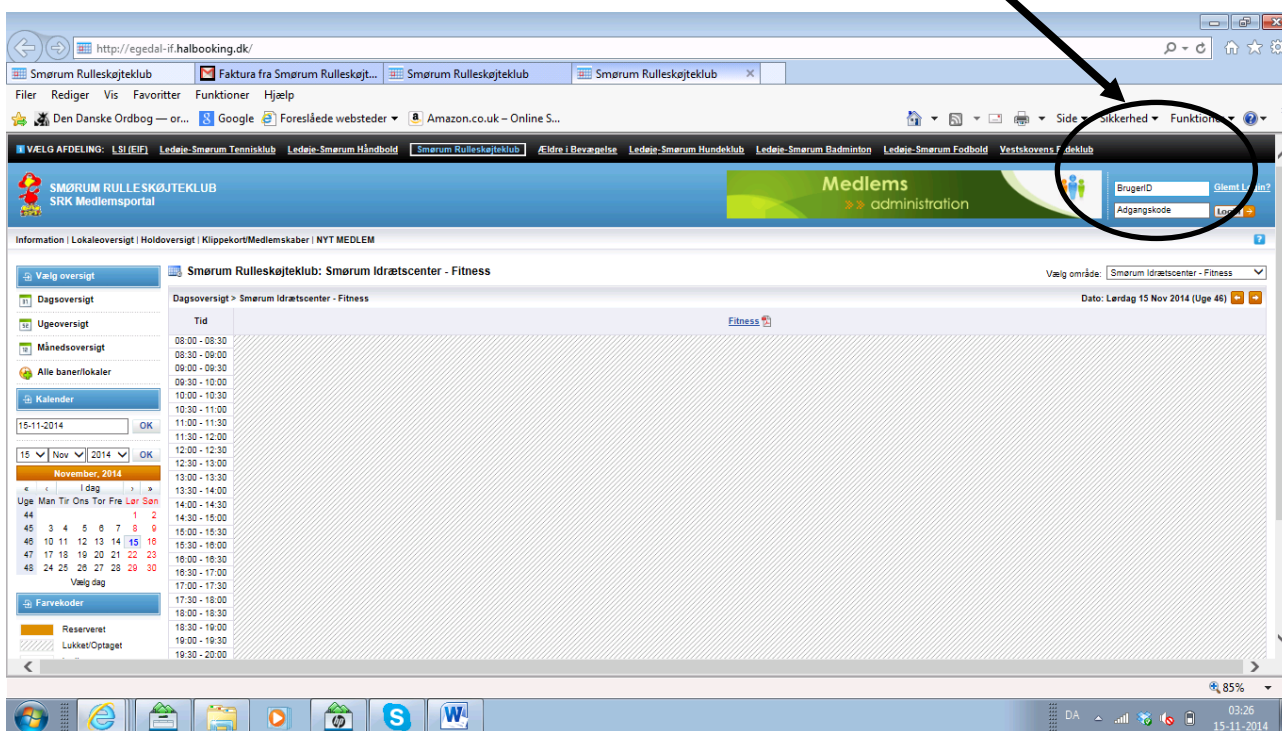 http://egedal-if.halbooking.dk/
Smørum Rulleskøjteklub
Faktura fra Smørum Rulleskøjt...
Smørum Rulleskøjteklub
Smørum Rulleskøjteklub
Filer Rediger Vis Favoritter Funktioner Hjælp
Den Danske Ordbog — or... Google Foreslåede websteder Amazon.co.uk – Online S...
Side Sikkerhed Funktioner
VÆLG AFDELING: LSI (EIF) Ledøje-Smørum Tennisklub Ledøje-Smørum Håndbold Smørum Rulleskøjteklub Ældre i Bevægelse Ledøje-Smørum Hundeklub Ledøje-Smørum Badminton Ledøje-Smørum Fodbold Vestskovens
SMØRUM RULLESKØJTEKLUB
SRK Medlemsportal
Medlems
>> administration
BrugerID Glemt Login?
Adgangskode Login
Information | Lokaleoversigt | Holdoversigt | Klippekort/Medlemskaber | NYT MEDLEM
Vælg oversigt
Dagsoversigt
Ugeoversigt
Månedsoversigt
Alle baner/lokaler
Kalender
15-11-2014 OK
15 Nov 2014 OK
November, 2014
« ‹ I dag › »
Uge Man Tir Ons Tor Fre Lør Søn
44 1 2
45 3 4 5 6 7 8 9
46 10 11 12 13 14 15 16
47 17 18 19 20 21 22 23
48 24 25 26 27 28 29 30
Vælg dag
Farvekoder
Reserveret
Lukket/Optaget
Smørum Rulleskøjteklub: Smørum Idrætscenter - Fitness
Vælg område: Smørum Idrætscenter - Fitness
Dagsoversigt > Smørum Idrætscenter - Fitness
Dato: Lørdag 15 Nov 2014 (Uge 46)
Tid Fitness
08:00 - 08:30
08:30 - 09:00
09:00 - 09:30
09:30 - 10:00
10:00 - 10:30
10:30 - 11:00
11:00 - 11:30
11:30 - 12:00
12:00 - 12:30
12:30 - 13:00
13:00 - 13:30
13:30 - 14:00
14:00 - 14:30
14:30 - 15:00
15:00 - 15:30
15:30 - 16:00
16:00 - 16:30
16:30 - 17:00
17:00 - 17:30
17:30 - 18:00
18:00 - 18:30
18:30 - 19:00
19:00 - 19:30
19:30 - 20:00
85%
DA
03:26
15-11-2014